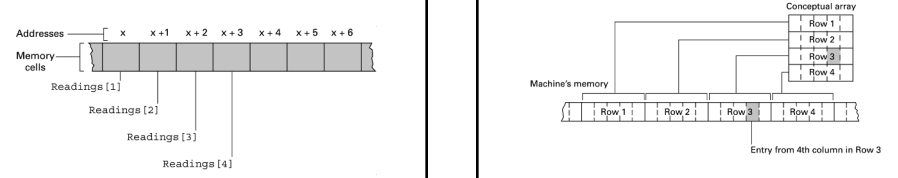 Addresses x x +1 x + 2 x + 3 x + 4 x + 5 x + 6
Memory
cells
Readings[1]
Readings[2]
Readings[3]
Readings[4]
Conceptual array
Row 1
Row 2
Row 3
Row 4
Machine's memory
Row 1 Row 2 Row 3 Row 4
Entry from 4th column in Row 3